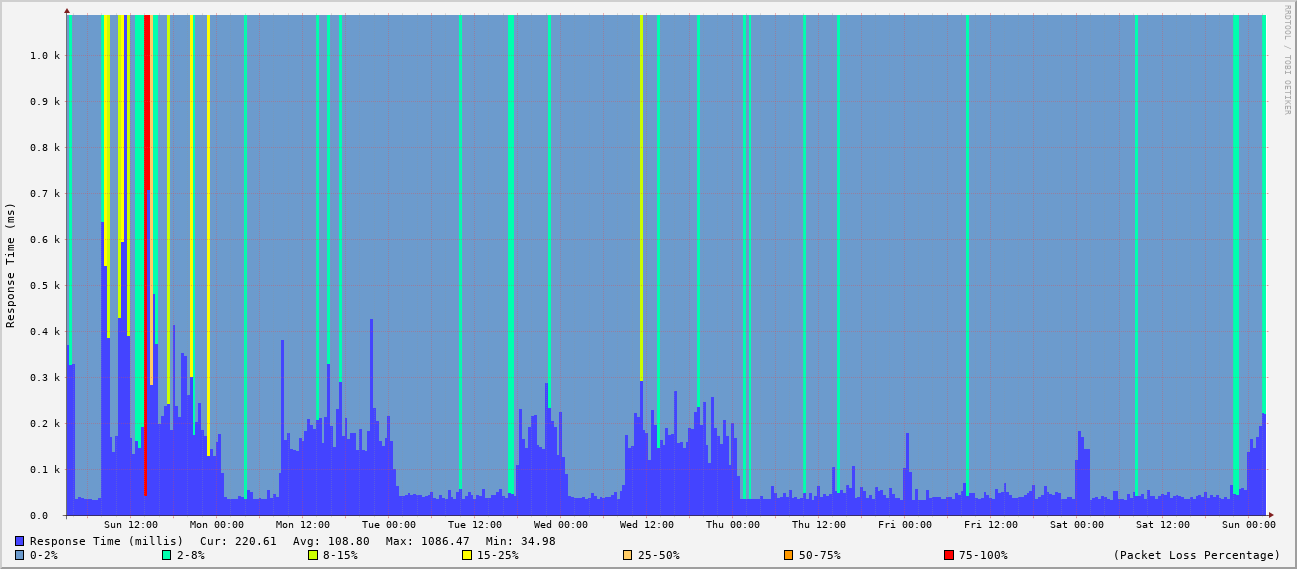 RRDTOOL / TOBI OETIKER
Response Time (ms)
1.0 k
0.9 k
0.8 k
0.7 k
0.6 k
0.5 k
0.4 k
0.3 k
0.2 k
0.1 k
0.0
Sun 12:00 Mon 00:00 Mon 12:00 Tue 00:00 Tue 12:00 Wed 00:00 Wed 12:00 Thu 00:00 Thu 12:00 Fri 00:00 Fri 12:00 Sat 00:00 Sat 12:00 Sun 00:00
Response Time (millis) Cur: 220.61 Avg: 108.80 Max: 1086.47 Min: 34.98
0-2% 2-8% 8-15% 15-25% 25-50% 50-75% 75-100% (Packet Loss Percentage)